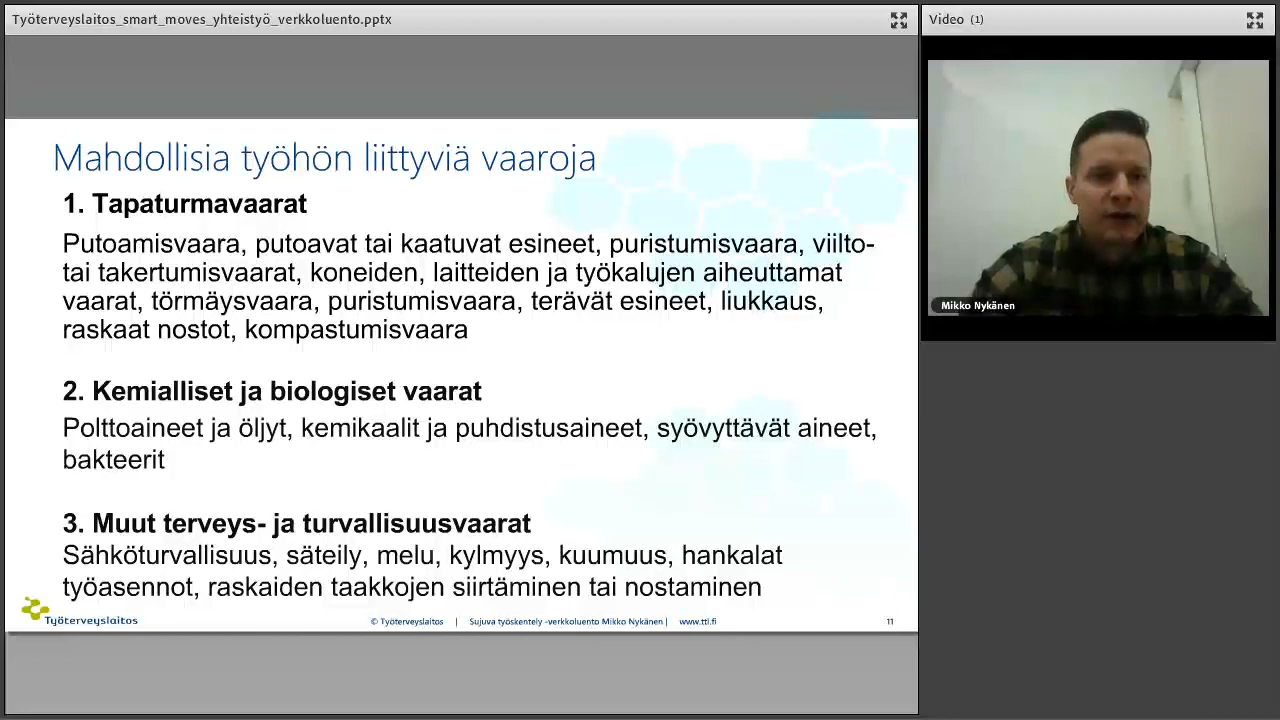 Työterveyslaitos_smart_moves_yhteistyö_verkkoluento.pptx
Video (1)
Mahdollisia työhön liittyviä vaaroja
1. Tapaturmavaarat
Putoamisvaara, putoavat tai kaatuvat esineet, puristumisvaara, viilto-
tai takertumisvaarat, koneiden, laitteiden ja työkalujen aiheuttamat
vaarat, törmäysvaara, puristumisvaara, terävät esineet, liukkaus,
raskaat nostot, kompastumisvaara
2. Kemialliset ja biologiset vaarat
Polttoaineet ja öljyt, kemikaalit ja puhdistusaineet, syövyttävät aineet,
bakteerit
3. Muut terveys- ja turvallisuusvaarat
Sähköturvallisuus, säteily, melu, kylmyys, kuumuus, hankalat
työasennot, raskaiden taakkojen siirtäminen tai nostaminen
Työterveyslaitos
© Työterveyslaitos | Sujuva työskentely -verkkoluento Mikko Nykänen | www.ttl.fi
11
Mikko Nykänen